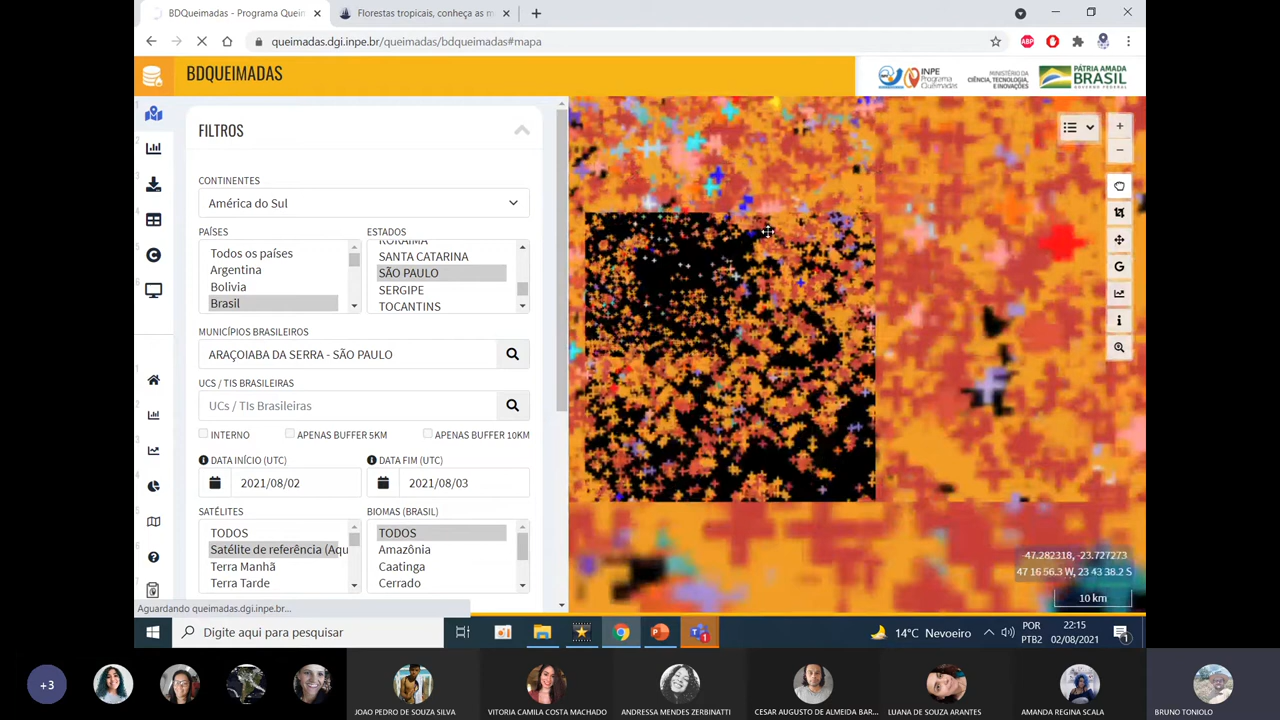 BDQueimadas - Programa Queim
Florestas tropicais, conheça as m
queimadas.dgi.inpe.br/queimadas/bdqueimadas#mapa
ABP
BDQUEIMADAS
INPE
Programa
Queimadas
MINISTÉRIO DA
CIÊNCIA, TECNOLOGIA,
E INOVAÇÕES
PÁTRIA AMADA
BRASIL
GOVERNO FEDERAL
FILTROS
CONTINENTES
América do Sul
PAÍSES
ESTADOS
Todos os países
Argentina
Bolivia
Brasil
RORAIMA
SANTA CATARINA
SÃO PAULO
SERGIPE
TOCANTINS
MUNICÍPIOS BRASILEIROS
ARAÇOIABA DA SERRA - SÃO PAULO
UCS / TIS BRASILEIRAS
UCs / TIs Brasileiras
INTERNO
APENAS BUFFER 5KM
APENAS BUFFER 10KM
DATA INÍCIO (UTC)
DATA FIM (UTC)
2021/08/02
2021/08/03
SATÉLITES
BIOMAS (BRASIL)
TODOS
Satélite de referência (Aqu
Terra Manhã
Terra Tarde
TODOS
Amazônia
Caatinga
Cerrado
-47.282318, -23.727273
47 16 56.3 W, 23 43 38.2 S
10 km
Aguardando queimadas.dgi.inpe.br...
Digite aqui para pesquisar
14°C Nevoeiro
POR
PTB2
22:15
02/08/2021
+3
JOAO PEDRO DE SOUZA SILVA
VITORIA CAMILA COSTA MACHADO
ANDRESSA MENDES ZERBINATTI
CESAR AUGUSTO DE ALMEIDA BAR...
LUANA DE SOUZA ARANTES
AMANDA REGINA SCALA
BRUNO TONIOLO